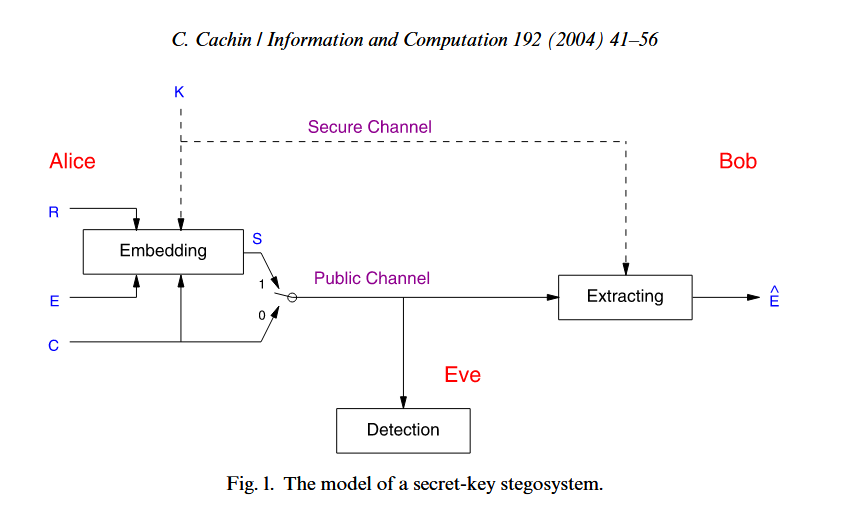 C. Cachin / Information and Computation 192 (2004) 41–56
K
Secure Channel
Alice
Bob
R
Embedding
S
1
Public Channel
E
Extracting
Ê
0
C
Eve
Detection
Fig. 1. The model of a secret-key stegosystem.